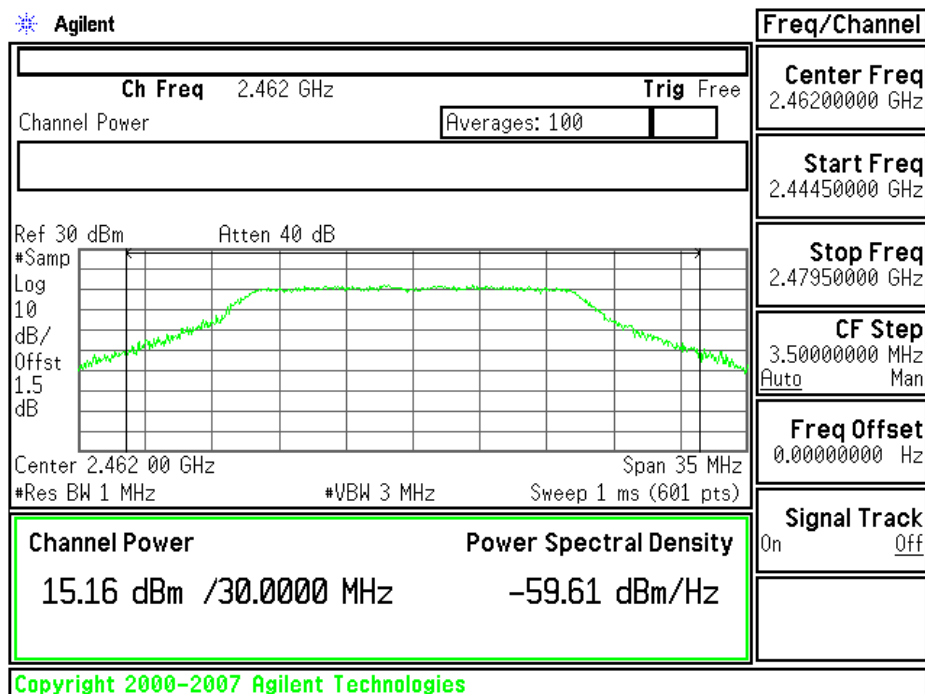 Agilent
Freq/Channel
Ch Freq 2.462 GHz Trig Free
Channel Power Averages: 100
Center Freq
2.46200000 GHz
Start Freq
2.44450000 GHz
Stop Freq
2.47950000 GHz
CF Step
3.50000000 MHz
Auto Man
Freq Offset
0.00000000 Hz
Signal Track
On Off
Ref 30 dBm Atten 40 dB
#Samp
Log
10
dB/
Offst
1.5
dB
Center 2.462 00 GHz Span 35 MHz
#Res BW 1 MHz #VBW 3 MHz Sweep 1 ms (601 pts)
Channel Power Power Spectral Density
15.16 dBm /30.0000 MHz -59.61 dBm/Hz
Copyright 2000-2007 Agilent Technologies